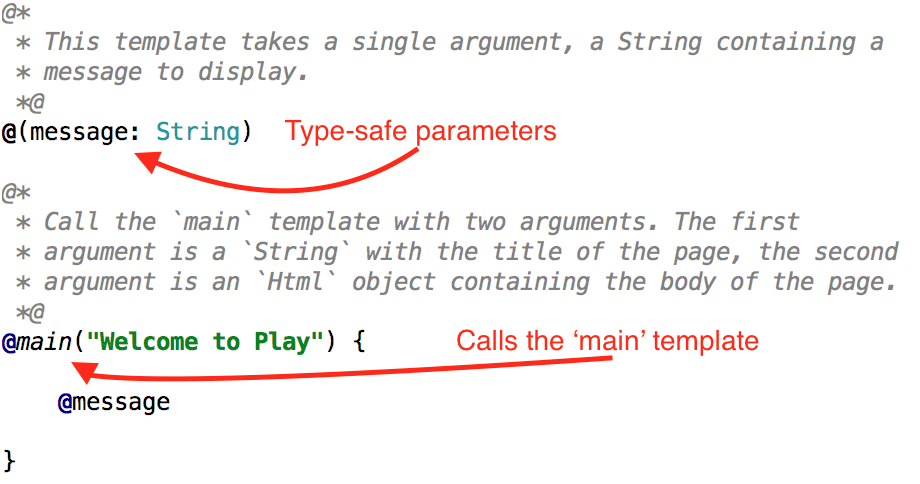 @*
 * This template takes a single argument, a String containing a
 * message to display.
 *@
@(message: String) Type-safe parameters
@*
 * Call the `main` template with two arguments. The first
 * argument is a `String` with the title of the page, the second
 * argument is an `Html` object containing the body of the page.
 *@
@main("Welcome to Play") { Calls the ‘main’ template
    @message
}